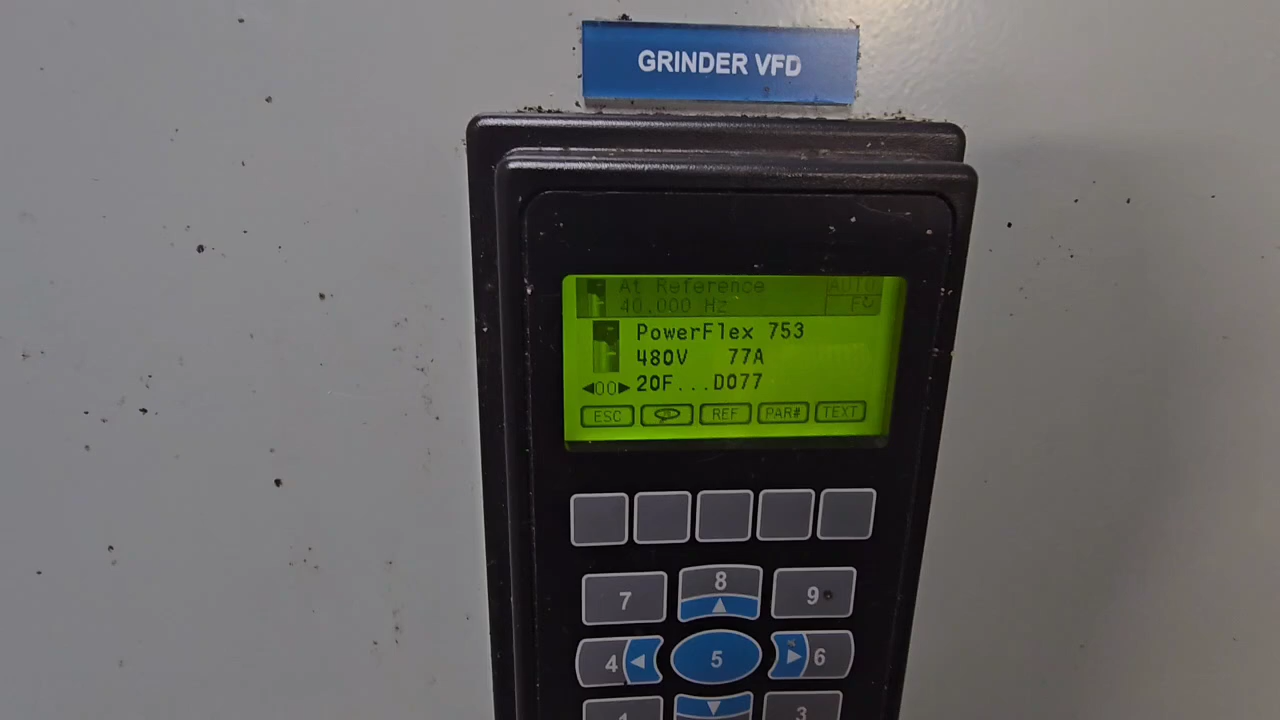 GRINDER VFD
At Reference AUTO
40.000 Hz F
PowerFlex 753
480V 77A
00 20F...D077
ESC REF PAR# TEXT
7 8 9
4 5 6
1 3